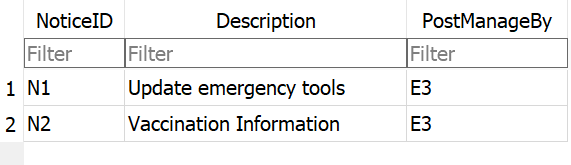 NoticeID Description PostManageBy
Filter Filter Filter
1 N1 Update emergency tools E3
2 N2 Vaccination Information E3